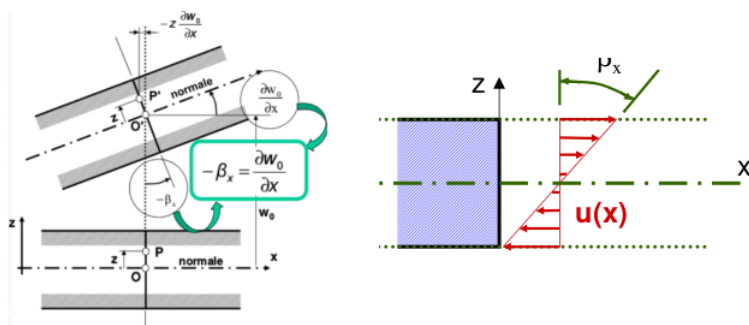 -z ∂w₀/∂x
P'
normale
z
O'
∂w₀/∂x
-βₓ = ∂w₀/∂x
-βₓ
w₀
z
P
z
normale
x
O
βₓ
z
x
u(x)